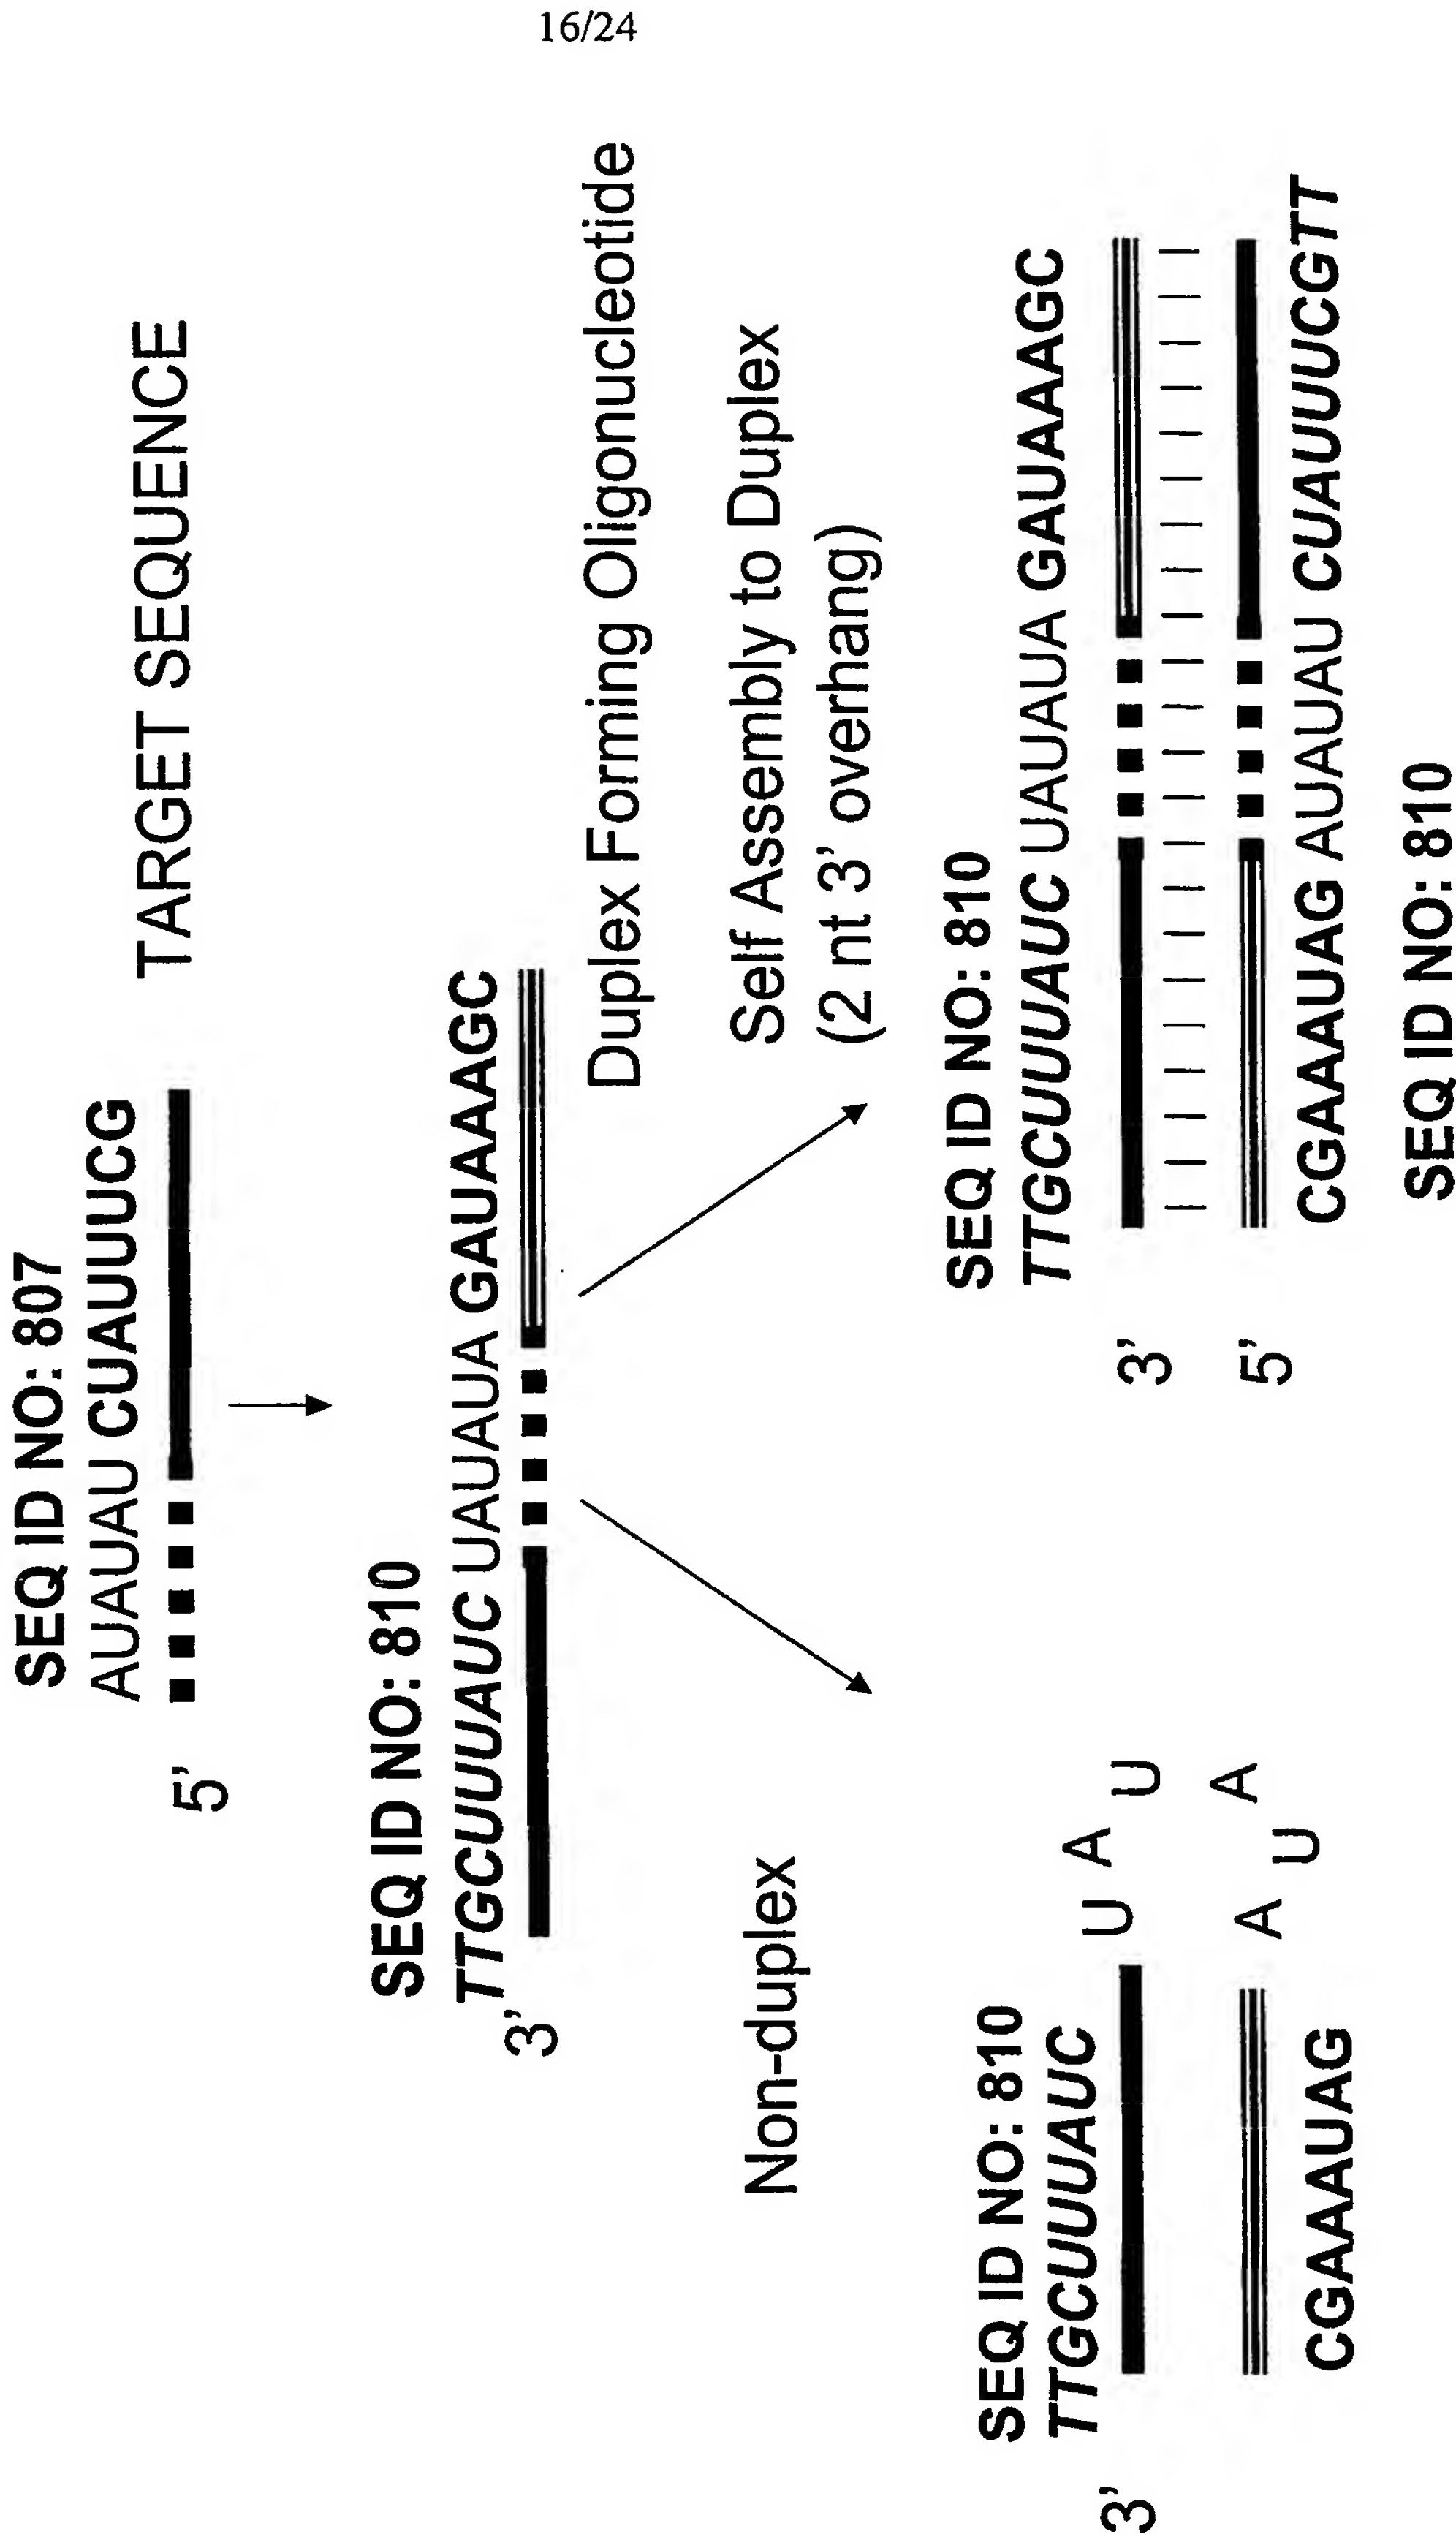 16/24
SEQ ID NO: 807
AUAUAU CUAUUUCG
5'
TARGET SEQUENCE
SEQ ID NO: 810
TTGCUUUAUC UAUAUA GAUAAAGC
3'
Duplex Forming Oligonucleotide
Non-duplex
Self Assembly to Duplex
(2 nt 3' overhang)
SEQ ID NO: 810
TTGCUUUAUC
3'
U A U
A U A
CGAAAUAG
SEQ ID NO: 810
TTGCUUUAUC UAUAUA GAUAAAGC
3'
5'
CGAAAUAG AUAUAU CUAUUUCGTT
SEQ ID NO: 810